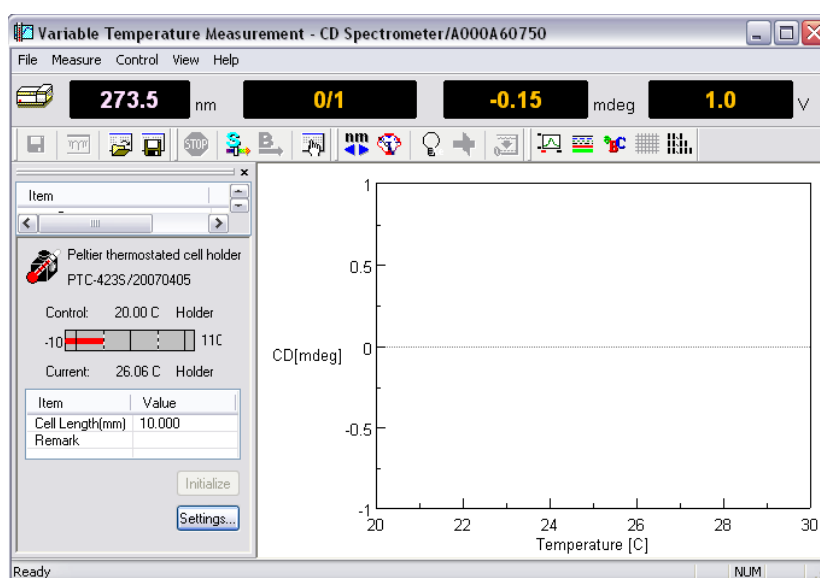 Variable Temperature Measurement - CD Spectrometer/A000A60750
File Measure Control View Help
273.5 nm 0/1 -0.15 mdeg 1.0 V
STOP S B nm BC
Item
Peltier thermostated cell holder
PTC-423S/20070405
Control: 20.00 C Holder
-10 110
Current: 26.06 C Holder
Item Value
Cell Length(mm) 10.000
Remark
Initialize
Settings...
1
0.5
CD[mdeg] 0
-0.5
-1
20 22 24 26 28 30
Temperature [C]
Ready NUM